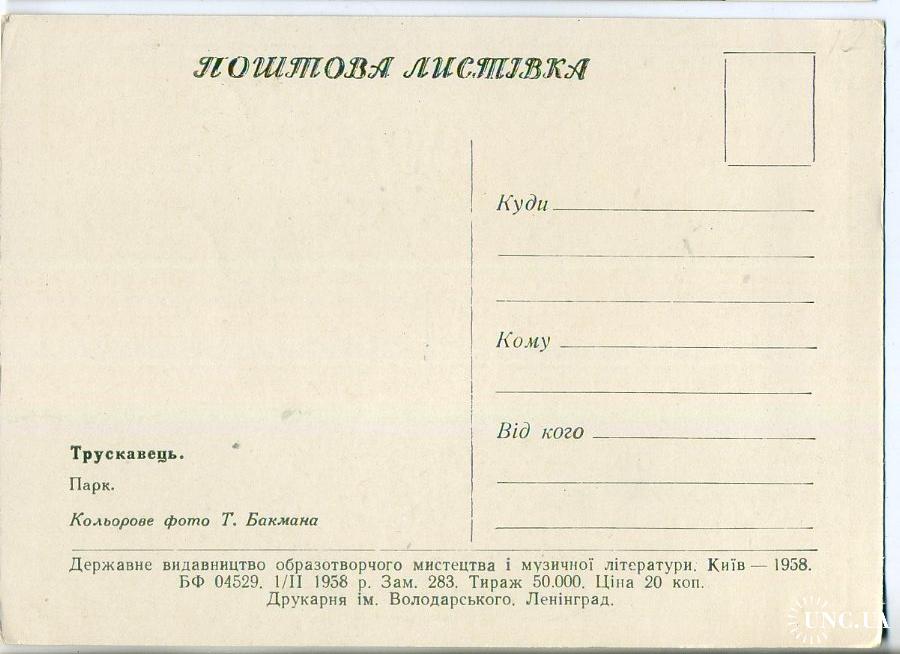 ПОШТОВА ЛИСТІВКА
Куди
Кому
Від кого
Трускавець.
Парк.
Кольорове фото Т. Бакмана
Державне видавництво образотворчого мистецтва і музичної літератури. Київ — 1958.
БФ 04529. 1/II 1958 р. Зам. 283. Тираж 50.000. Ціна 20 коп.
Друкарня ім. Володарського. Ленінград.
UNC.UA